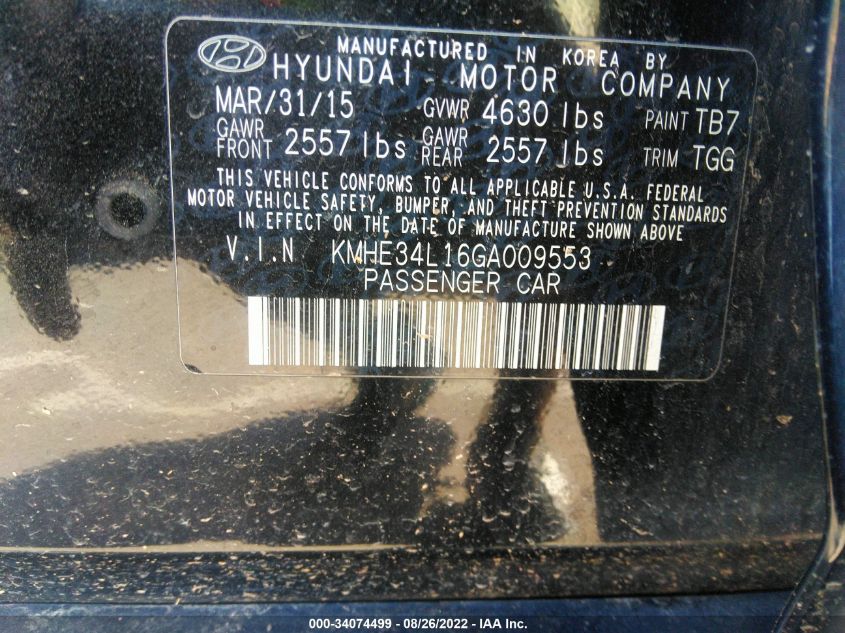 MANUFACTURED IN KOREA BY
HYUNDAI MOTOR COMPANY
MAR/31/15 GVWR 4630 lbs PAINT TB7
GAWR FRONT 2557 lbs GAWR REAR 2557 lbs TRIM TGG
THIS VEHICLE CONFORMS TO ALL APPLICABLE U.S.A. FEDERAL
MOTOR VEHICLE SAFETY, BUMPER, AND THEFT PREVENTION STANDARDS
IN EFFECT ON THE DATE OF MANUFACTURE SHOWN ABOVE
V.I.N KMHE34L16GA009553
PASSENGER CAR
000-34074499 - 08/26/2022 - IAA Inc.